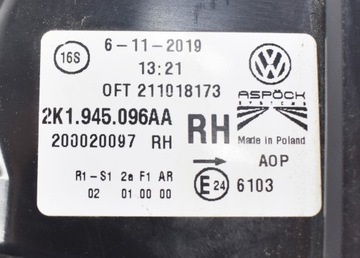 6-11-2019
16S
13:21
OFT 211018173
ASPÖCK
SYSTEMS
2K1.945.096AA
RH
Made in Poland
200020097 RH
AOP
R1-S1 2a F1 AR
02 01 00 00
E 24 6103